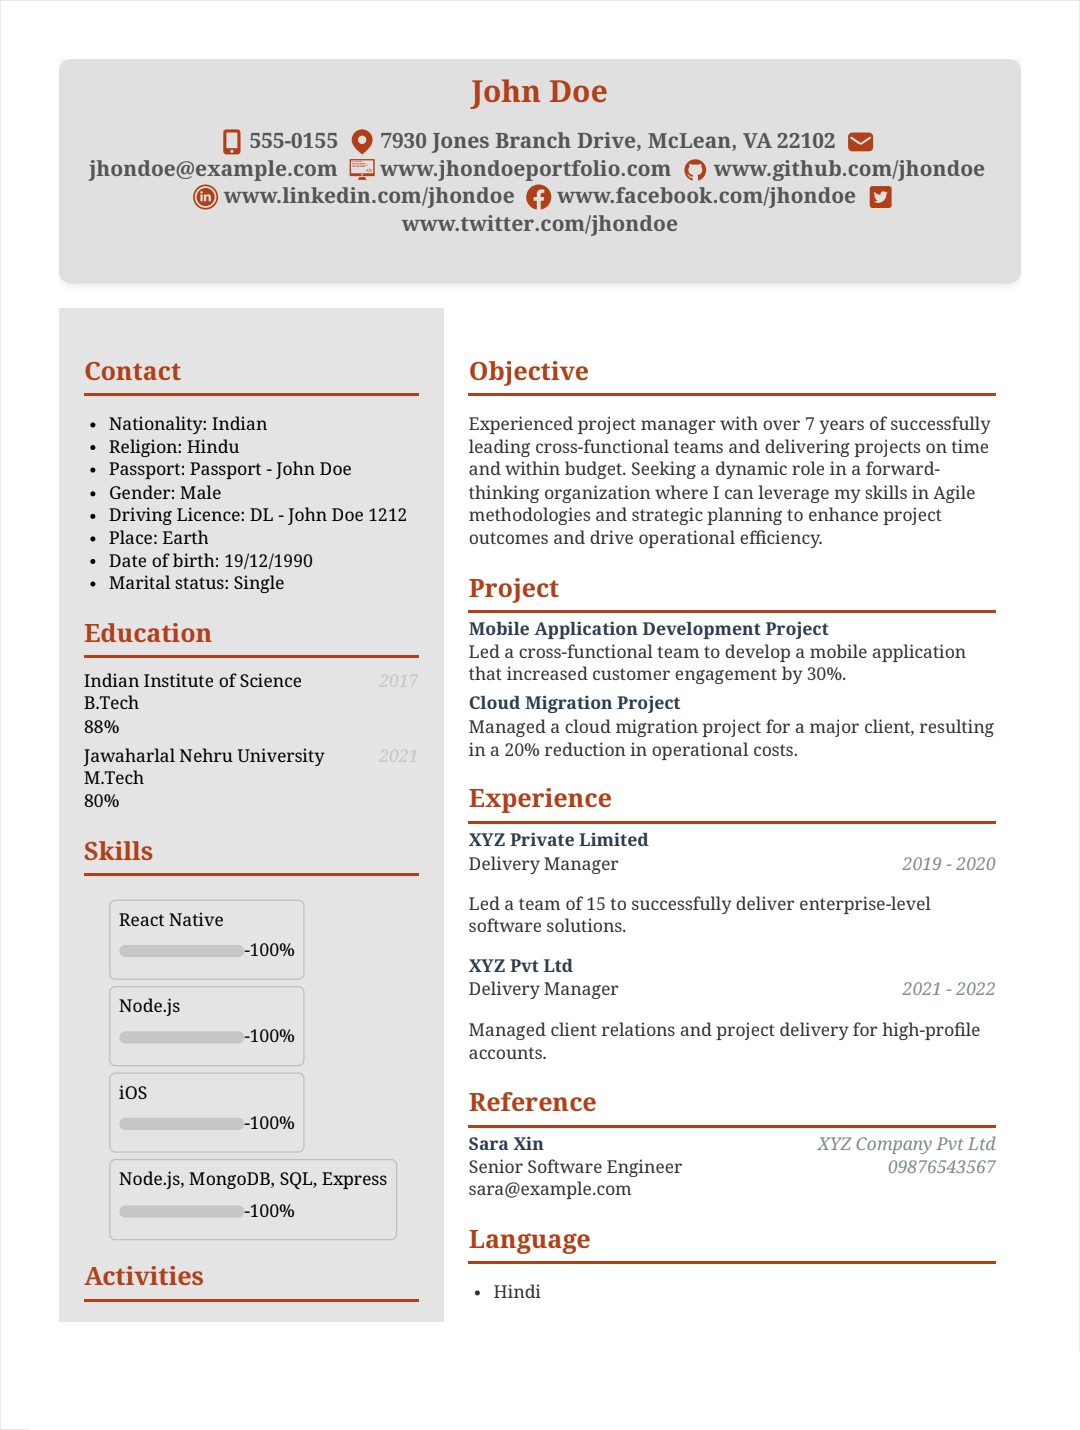 John Doe
555-0155 7930 Jones Branch Drive, McLean, VA 22102
jhondoe@example.com www.jhondoeportfolio.com www.github.com/jhondoe
www.linkedin.com/jhondoe www.facebook.com/jhondoe
www.twitter.com/jhondoe
Contact
• Nationality: Indian
• Religion: Hindu
• Passport: Passport - John Doe
• Gender: Male
• Driving Licence: DL - John Doe 1212
• Place: Earth
• Date of birth: 19/12/1990
• Marital status: Single
Education
Indian Institute of Science 2017
B.Tech
88%
Jawaharlal Nehru University 2021
M.Tech
80%
Skills
React Native
-100%
Node.js
-100%
iOS
-100%
Node.js, MongoDB, SQL, Express
-100%
Activities
Objective
Experienced project manager with over 7 years of successfully
leading cross-functional teams and delivering projects on time
and within budget. Seeking a dynamic role in a forward-
thinking organization where I can leverage my skills in Agile
methodologies and strategic planning to enhance project
outcomes and drive operational efficiency.
Project
Mobile Application Development Project
Led a cross-functional team to develop a mobile application
that increased customer engagement by 30%.
Cloud Migration Project
Managed a cloud migration project for a major client, resulting
in a 20% reduction in operational costs.
Experience
XYZ Private Limited
Delivery Manager 2019 - 2020
Led a team of 15 to successfully deliver enterprise-level
software solutions.
XYZ Pvt Ltd
Delivery Manager 2021 - 2022
Managed client relations and project delivery for high-profile
accounts.
Reference
Sara Xin XYZ Company Pvt Ltd
Senior Software Engineer 09876543567
sara@example.com
Language
• Hindi